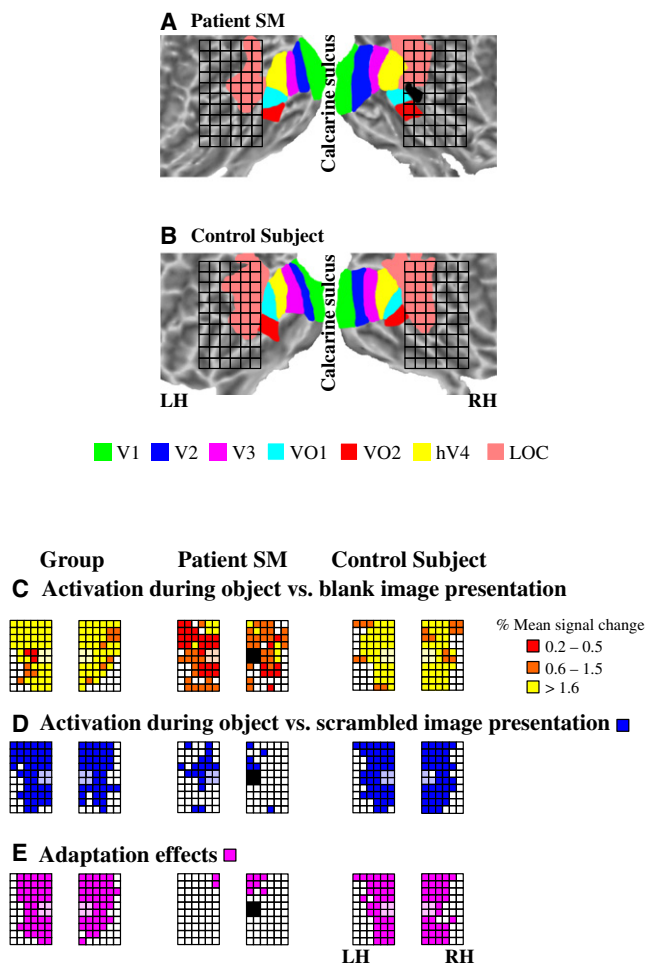 A Patient SM
Calcarine sulcus
B Control Subject
Calcarine sulcus
LH RH
V1 V2 V3 VO1 VO2 hV4 LOC
Group Patient SM Control Subject
C Activation during object vs. blank image presentation
% Mean signal change
0.2 – 0.5
0.6 – 1.5
> 1.6
D Activation during object vs. scrambled image presentation
E Adaptation effects
LH RH